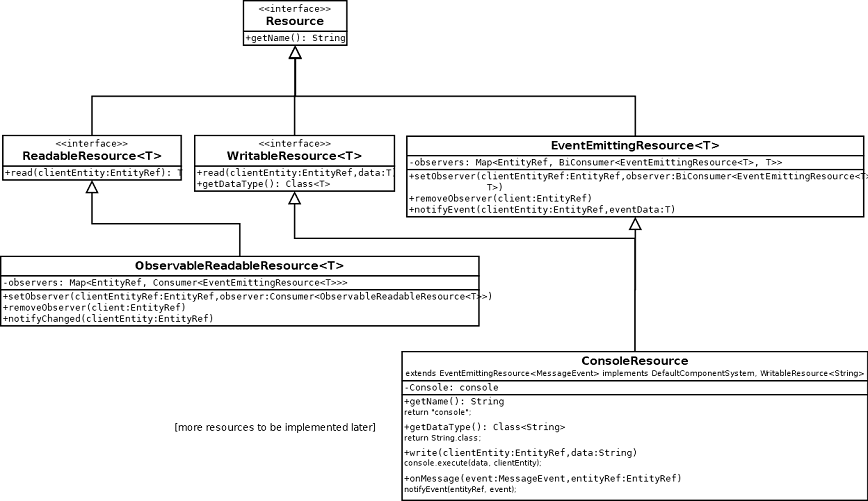 <<interface>>
Resource
+getName(): String
<<interface>>
ReadableResource<T>
+read(clientEntity:EntityRef): T
<<interface>>
WritableResource<T>
+read(clientEntity:EntityRef,data:T)
+getDataType(): Class<T>
EventEmittingResource<T>
-observers: Map<EntityRef, BiConsumer<EventEmittingResource<T>, T>>
+setObserver(clientEntityRef:EntityRef,observer:BiConsumer<EventEmittingResource<T>
T>)
+removeObserver(client:EntityRef)
+notifyEvent(clientEntity:EntityRef,eventData:T)
ObservableReadableResource<T>
-observers: Map<EntityRef, Consumer<EventEmittingResource<T>>>
+setObserver(clientEntityRef:EntityRef,observer:Consumer<ObservableReadableResource<T>>)
+removeObserver(client:EntityRef)
+notifyChanged(clientEntity:EntityRef)
ConsoleResource
extends EventEmittingResource<MessageEvent> implements DefaultComponentSystem, WritableResource<String>
-Console: console
+getName(): String
return "console";
+getDataType(): Class<String>
return String.class;
+write(clientEntity:EntityRef,data:String)
console.execute(data, clientEntity);
+onMessage(event:MessageEvent,entityRef:EntityRef)
notifyEvent(entityRef, event);
[more resources to be implemented later]